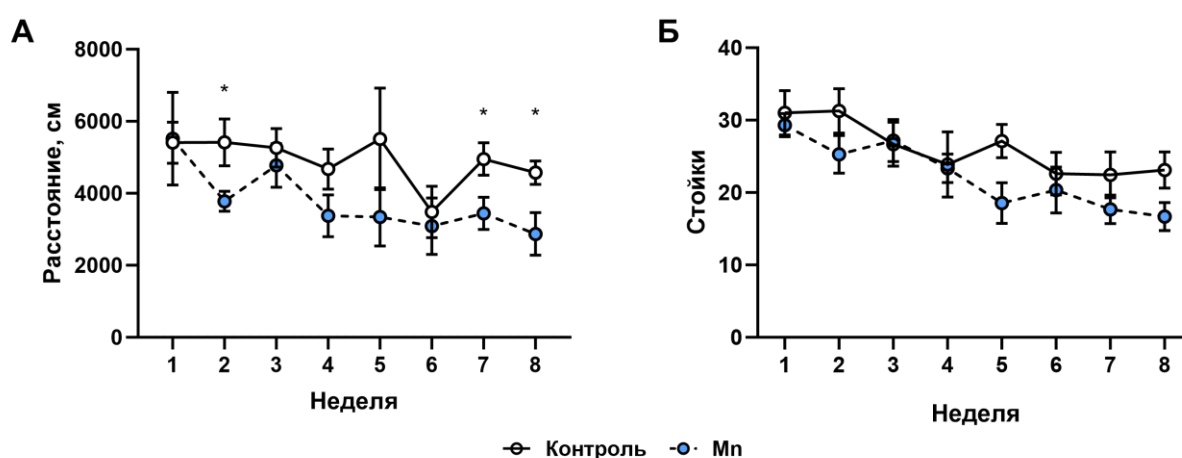 А
Расстояние, см
8000
6000
4000
2000
0
* * *
1 2 3 4 5 6 7 8
Неделя
Б
Стойки
40
30
20
10
0
1 2 3 4 5 6 7 8
Неделя
Контроль Mn